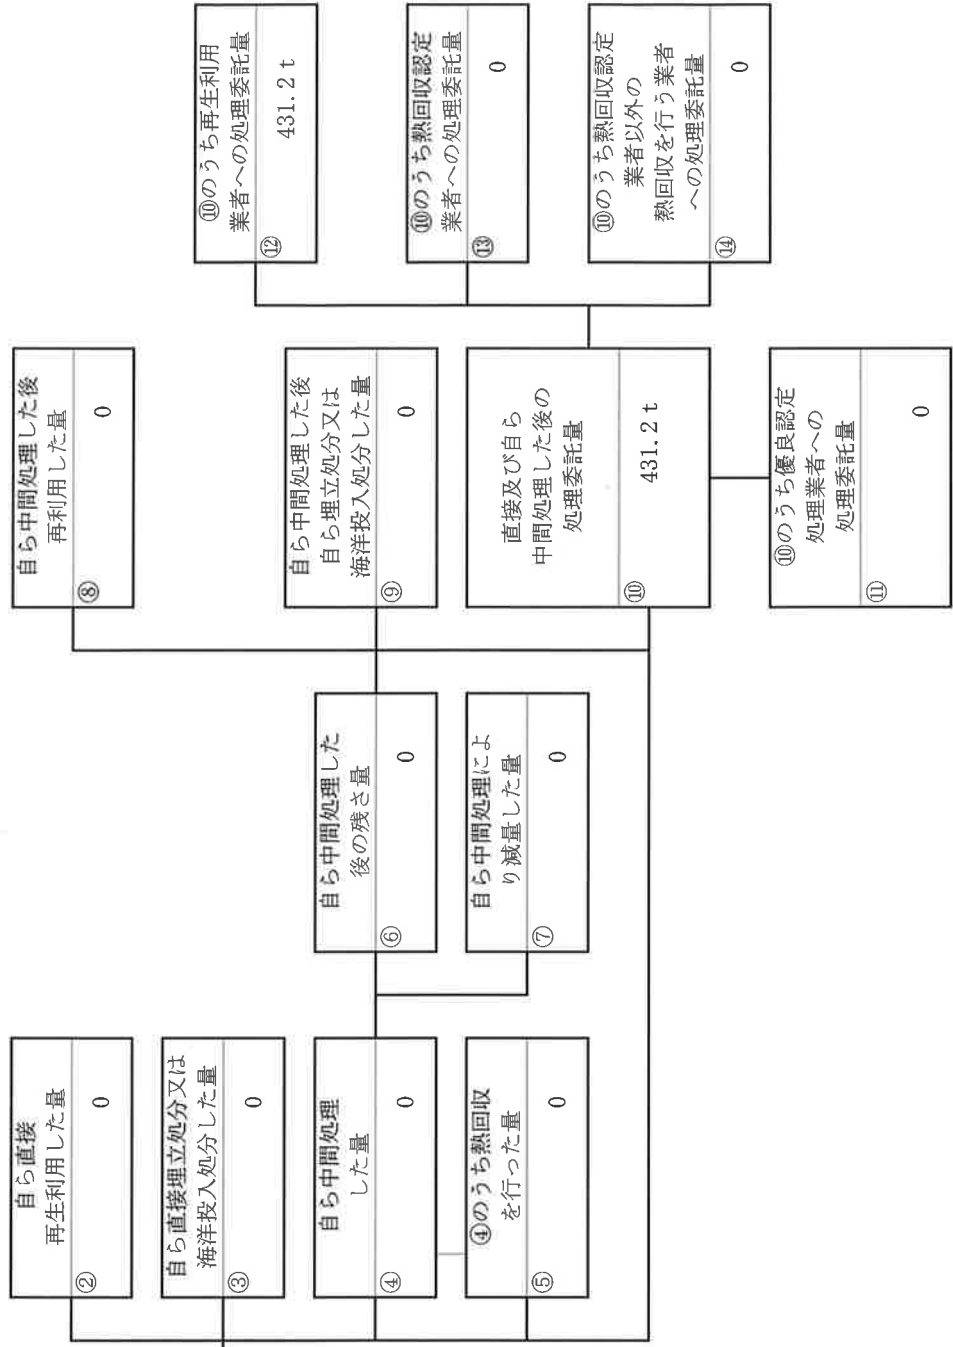 自ら直接
再生利用した量
②
0
自ら直接埋立処分又は
海洋投入処分した量
③
0
自ら中間処理
した量
④
0
④のうち熱回収
を行った量
⑤
0
自ら中間処理した
後の残さ量
⑥
0
自ら中間処理によ
り減量した量
⑦
0
自ら中間処理した後
再利用した量
⑧
0
自ら中間処理した後
自ら埋立処分又は
海洋投入処分した量
⑨
0
直接及び自ら
中間処理した後の
処理委託量
⑩
431.2 t
⑩のうち優良認定
処理業者への
処理委託量
⑪
0
⑩のうち再生利用
業者への処理委託量
⑫
431.2 t
⑩のうち熱回収認定
業者への処理委託量
⑬
0
⑩のうち熱回収認定
業者以外の
熱回収を行う業者
への処理委託量
⑭
0